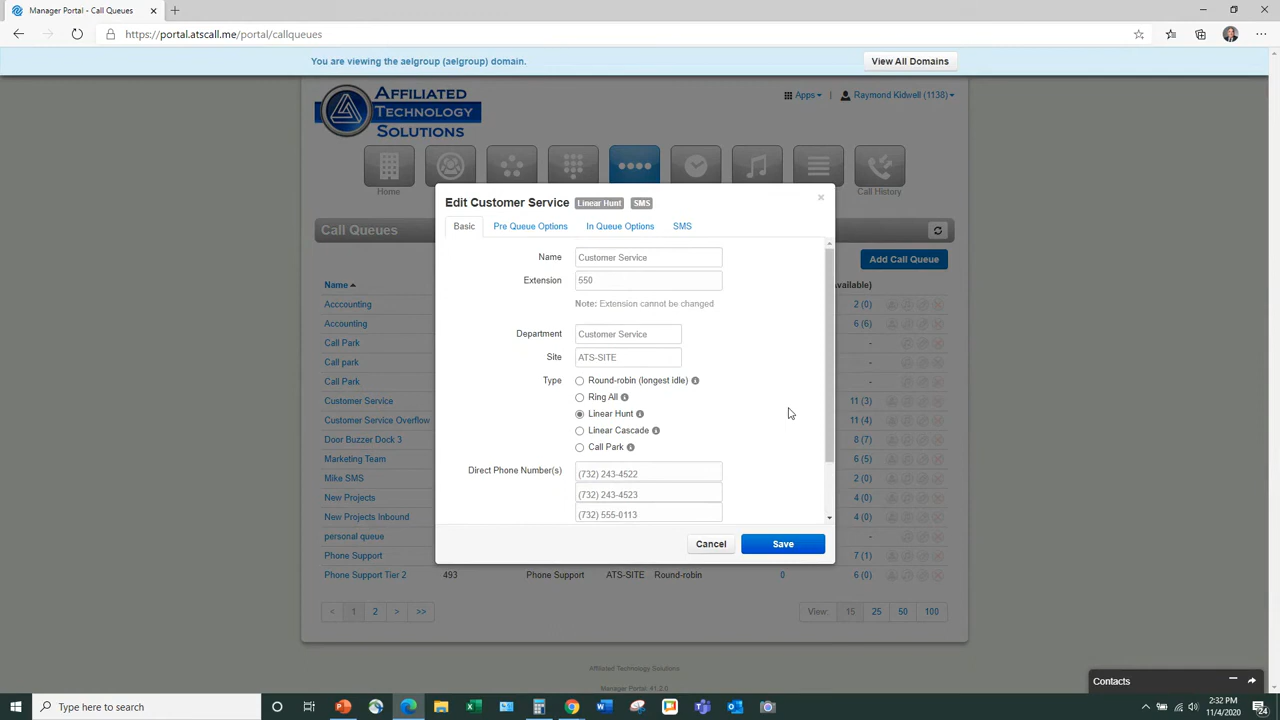 Manager Portal - Call Queues
https://portal.atscall.me/portal/callqueues
You are viewing the aelgroup (aelgroup) domain.
View All Domains
AFFILIATED
TECHNOLOGY
SOLUTIONS
Apps
Raymond Kidwell (1138)
Home
Call History
Edit Customer Service
Linear Hunt
SMS
Basic
Pre Queue Options
In Queue Options
SMS
Call Queues
Add Call Queue
Name
Customer Service
Extension
550
Note: Extension cannot be changed
Department
Customer Service
Site
ATS-SITE
Type
Round-robin (longest idle)
Ring All
Linear Hunt
Linear Cascade
Call Park
Direct Phone Number(s)
(732) 243-4522
(732) 243-4523
(732) 555-0113
Cancel
Save
Name
available)
Acccounting
2 (0)
Accounting
6 (6)
Call Park
-
Call park
-
Call Park
-
Customer Service
11 (3)
Customer Service Overflow
11 (4)
Door Buzzer Dock 3
8 (7)
Marketing Team
6 (5)
Mike SMS
2 (0)
New Projects
4 (0)
New Projects Inbound
4 (0)
personal queue
-
Phone Support
7 (1)
Phone Support Tier 2
493
Phone Support
ATS-SITE
Round-robin
0
6 (0)
< 1 2 > >>
View: 15 25 50 100
Affiliated Technology Solutions
Manager Portal
Contacts
Type here to search
2:32 PM
11/4/2020
24